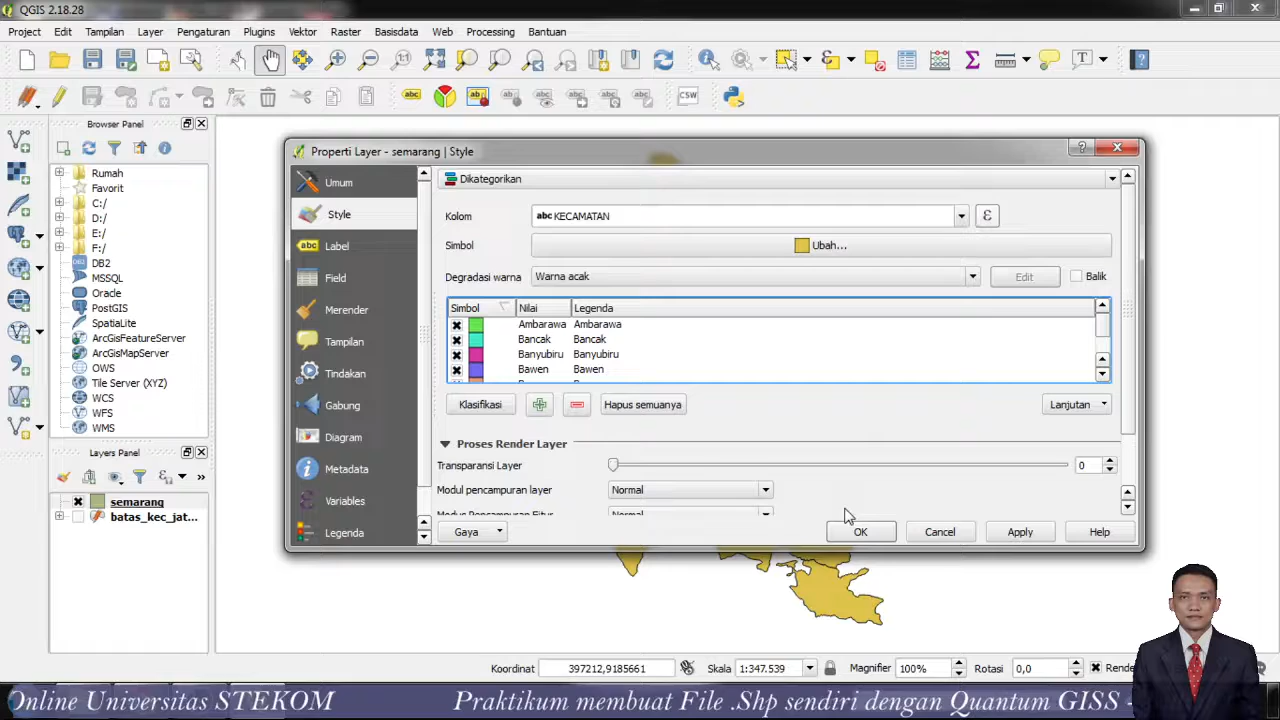 QGIS 2.18.28
Project Edit Tampilan Layer Pengaturan Plugins Vektor Raster Basisdata Web Processing Bantuan
Browser Panel
Rumah
Favorit
C:/
D:/
E:/
F:/
DB2
MSSQL
Oracle
PostGIS
SpatiaLite
ArcGisFeatureServer
ArcGisMapServer
OWS
Tile Server (XYZ)
WCS
WFS
WMS
Layers Panel
semarang
batas_kec_jat...
Properti Layer - semarang | Style
Umum
Style
Label
Field
Merender
Tampilan
Tindakan
Gabung
Diagram
Metadata
Variables
Legenda
Dikategorikan
Kolom abc KECAMATAN ε
Simbol Ubah...
Degradasi warna Warna acak Edit Balik
Simbol Nilai Legenda
Ambarawa Ambarawa
Bancak Bancak
Banyubiru Banyubiru
Bawen Bawen
Klasifikasi Hapus semuanya Lanjutan
Proses Render Layer
Transparansi Layer 0
Modul pencampuran layer Normal
Modus Pencampuran Fitur Normal
Gaya OK Cancel Apply Help
Koordinat 397212,9185661 Skala 1:347.539 Magnifier 100% Rotasi 0,0 Rende
Online Universitas STEKOM Praktikum membuat File .Shp sendiri dengan Quantum GISS -